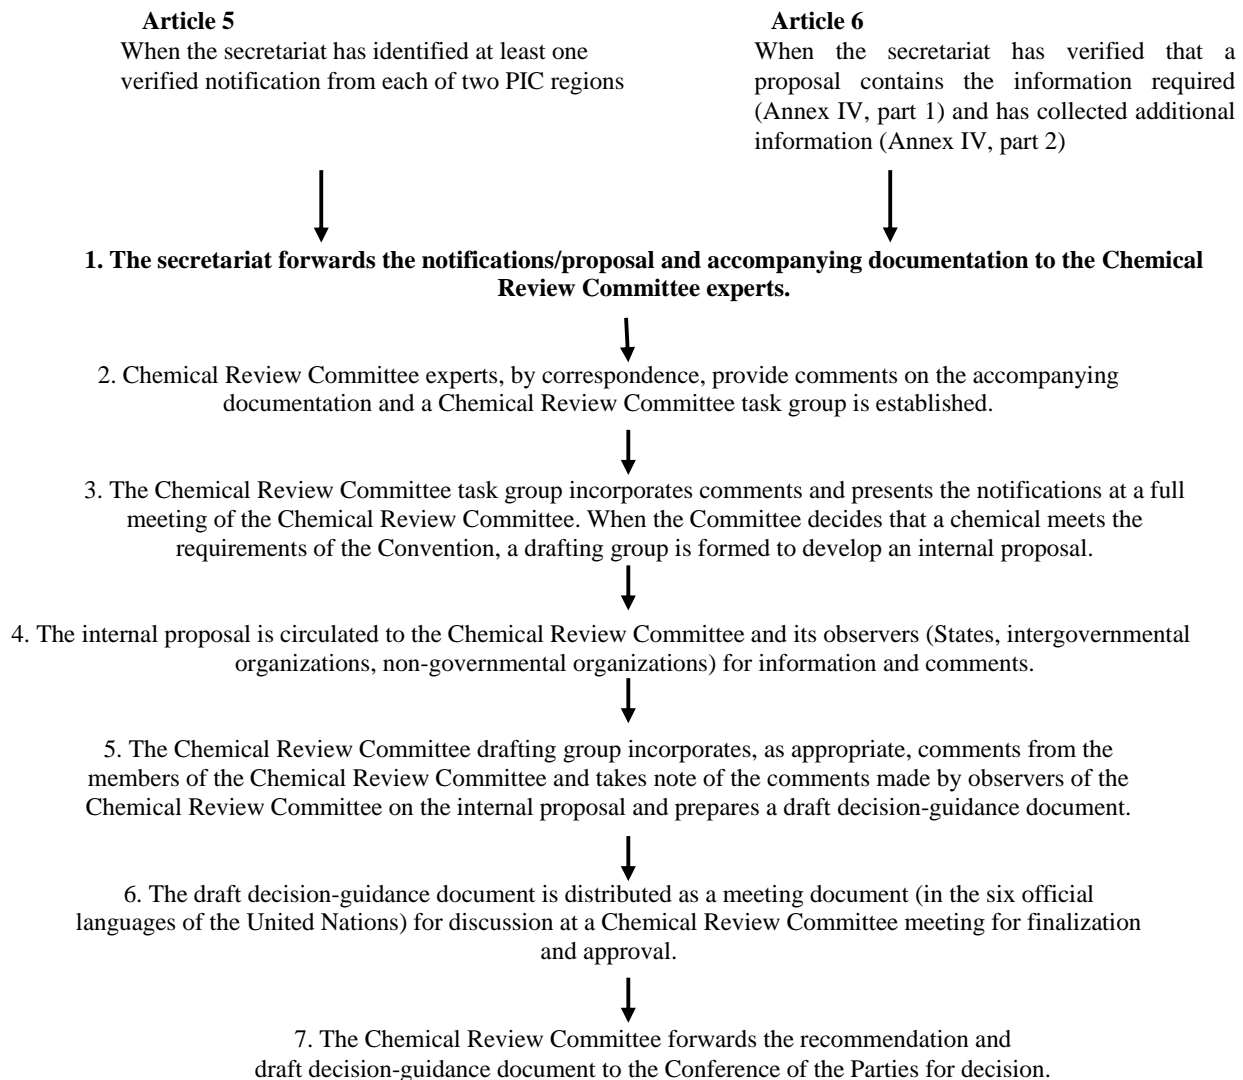 Article 5
When the secretariat has identified at least one
verified notification from each of two PIC regions
Article 6
When the secretariat has verified that a
proposal contains the information required
(Annex IV, part 1) and has collected additional
information (Annex IV, part 2)
1. The secretariat forwards the notifications/proposal and accompanying documentation to the Chemical
Review Committee experts.
2. Chemical Review Committee experts, by correspondence, provide comments on the accompanying
documentation and a Chemical Review Committee task group is established.
3. The Chemical Review Committee task group incorporates comments and presents the notifications at a full
meeting of the Chemical Review Committee. When the Committee decides that a chemical meets the
requirements of the Convention, a drafting group is formed to develop an internal proposal.
4. The internal proposal is circulated to the Chemical Review Committee and its observers (States, intergovernmental
organizations, non-governmental organizations) for information and comments.
5. The Chemical Review Committee drafting group incorporates, as appropriate, comments from the
members of the Chemical Review Committee and takes note of the comments made by observers of the
Chemical Review Committee on the internal proposal and prepares a draft decision-guidance document.
6. The draft decision-guidance document is distributed as a meeting document (in the six official
languages of the United Nations) for discussion at a Chemical Review Committee meeting for finalization
and approval.
7. The Chemical Review Committee forwards the recommendation and
draft decision-guidance document to the Conference of the Parties for decision.